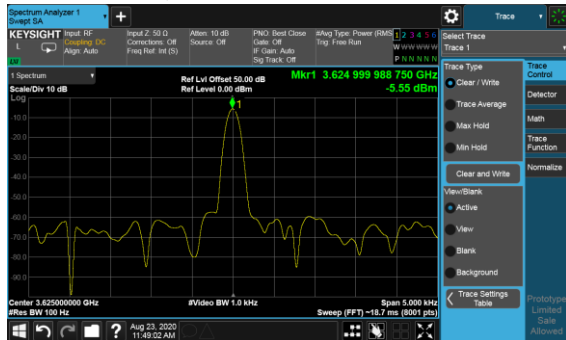 Spectrum Analyzer 1
Swept SA
+
Trace
KEYSIGHT
L
Input: RF
Coupling: DC
Align: Auto
Input Z: 50 Ω
Corrections: Off
Freq Ref: Int (S)
Atten: 10 dB
Source: Off
PNO: Best Close
Gate: Off
IF Gain: Auto
Sig Track: Off
#Avg Type: Power (RMS)
Trig: Free Run
1 2 3 4 5 6
W W W W W W
P N N N N N
Select Trace
Trace 1
1 Spectrum
Scale/Div 10 dB
Log
Ref Lvl Offset 50.00 dB
Ref Level 0.00 dBm
Mkr1 3.624 999 988 750 GHz
-5.55 dBm
1
-10.0
-20.0
-30.0
-40.0
-50.0
-60.0
-70.0
-80.0
-90.0
Center 3.625000000 GHz
#Res BW 100 Hz
#Video BW 1.0 kHz
Span 5.000 kHz
Sweep (FFT) ~18.7 ms (8001 pts)
Trace Type
Clear / Write
Trace Average
Max Hold
Min Hold
Clear and Write
View/Blank
Active
View
Blank
Background
Trace Settings
Table
Trace
Control
Detector
Math
Trace
Function
Normalize
Prototype
Limited
Sale
Allowed
?
Aug 23, 2020
11:49:02 AM